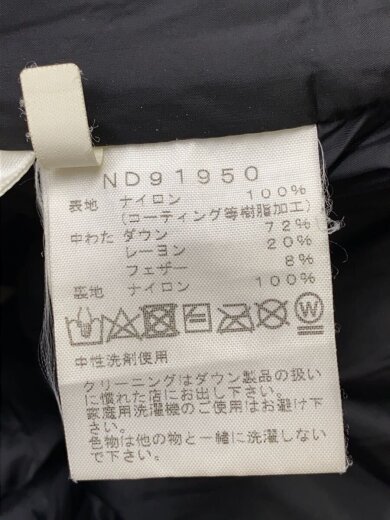 ND91950
表地 ナイロン 100%
(コーティング等樹脂加工)
中わた ダウン 72%
レーヨン 20%
フェザー 8%
裏地 ナイロン 100%
W
中性洗剤使用
クリーニングはダウン製品の扱い
に慣れた店にお出し下さい。
家庭用洗濯機のご使用はお避け下
さい。
色物は他の物と一緒に洗濯しない
で下さい。